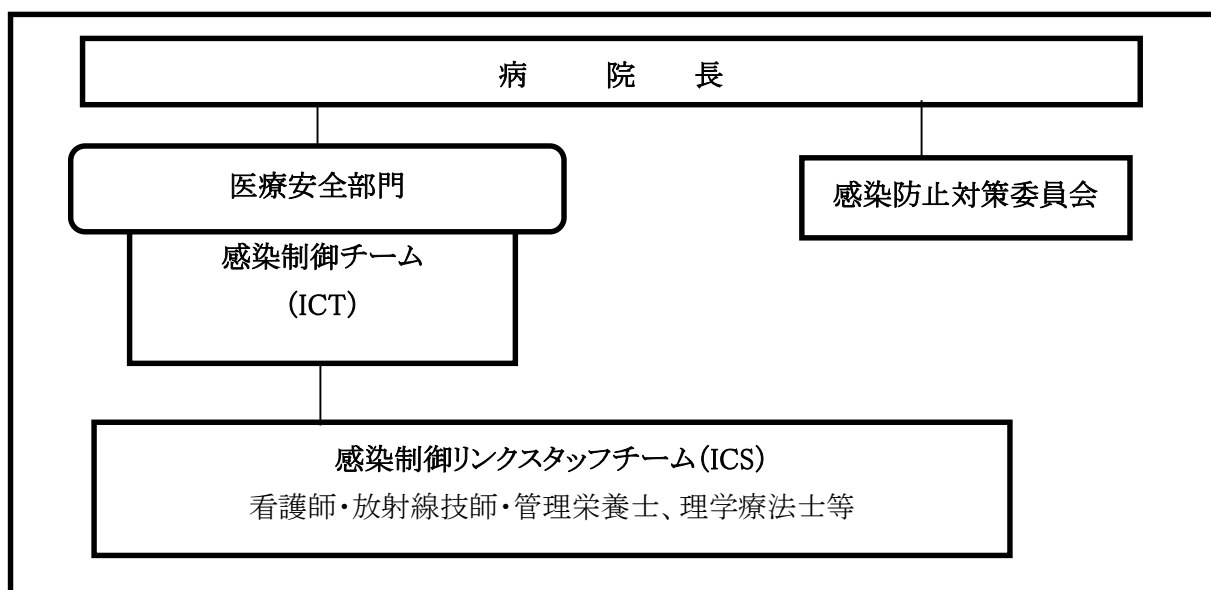 病 院 長
医療安全部門
感染防止対策委員会
感染制御チーム
(ICT)
感染制御リンクスタッフチーム(ICS)
看護師・放射線技師・管理栄養士、理学療法士等